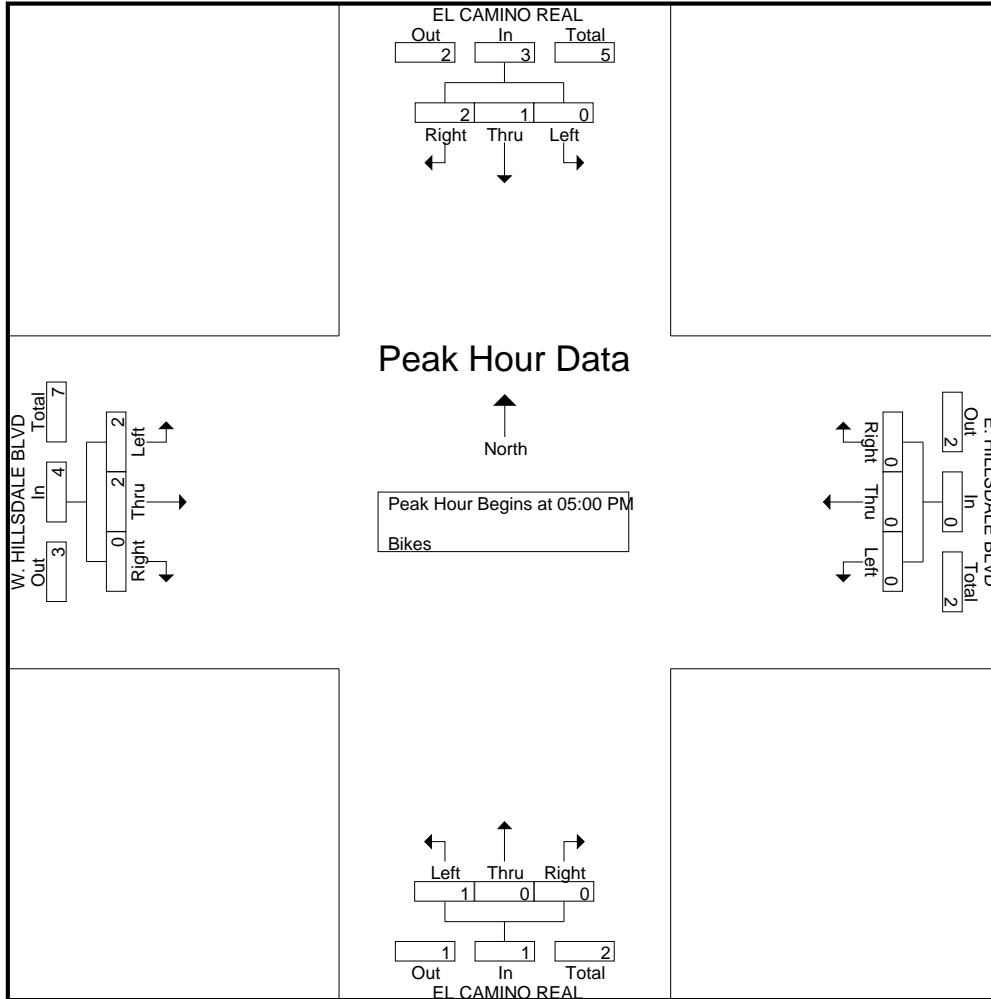 EL CAMINO REAL
Out In Total
2 3 5
2 1 0
Right Thru Left
Peak Hour Data
North
Peak Hour Begins at 05:00 PM
Bikes
W. HILLSDALE BLVD
Out In Total
3 4 7
2 2 0
Left Thru Right
E. HILLSDALE BLVD
Out In Total
2 0 2
0 0 0
Right Thru Left
Left Thru Right
1 0 0
1 1 2
Out In Total
EL CAMINO REAL